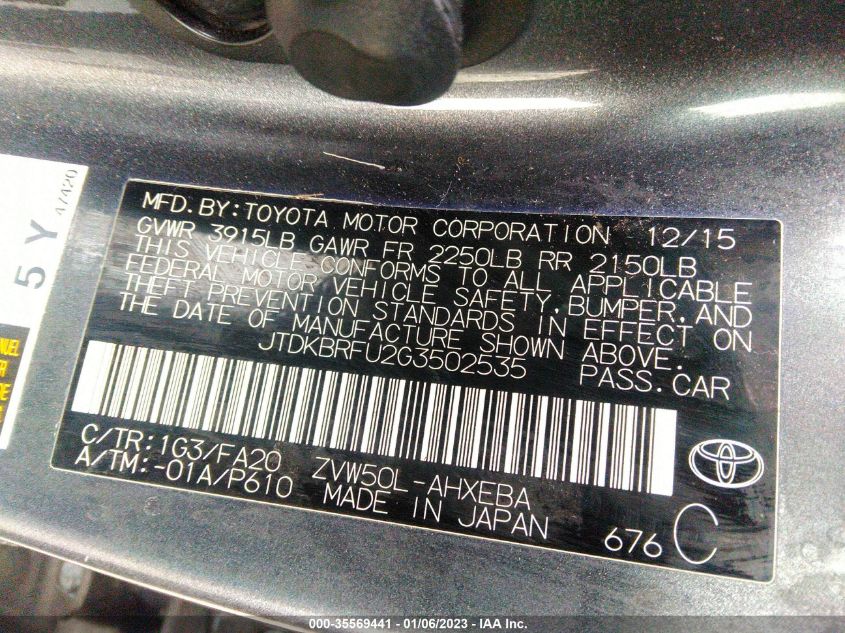 MFD. BY: TOYOTA MOTOR CORPORATION 12/15
GVWR 3915LB GAWR FR 2250LB RR 2150LB
THIS VEHICLE CONFORMS TO ALL APPLICABLE
FEDERAL MOTOR VEHICLE SAFETY, BUMPER, AND
THEFT PREVENTION STANDARDS IN EFFECT ON
THE DATE OF MANUFACTURE SHOWN ABOVE.
JTDKBRFU2G3502535 PASS. CAR
C/TR: 1G3/FA20 ZVW50L-AHXEBA
A/TM: -01A/P610 MADE IN JAPAN
676 C
5Y
47420
000-35569441 - 01/06/2023 - IAA Inc.